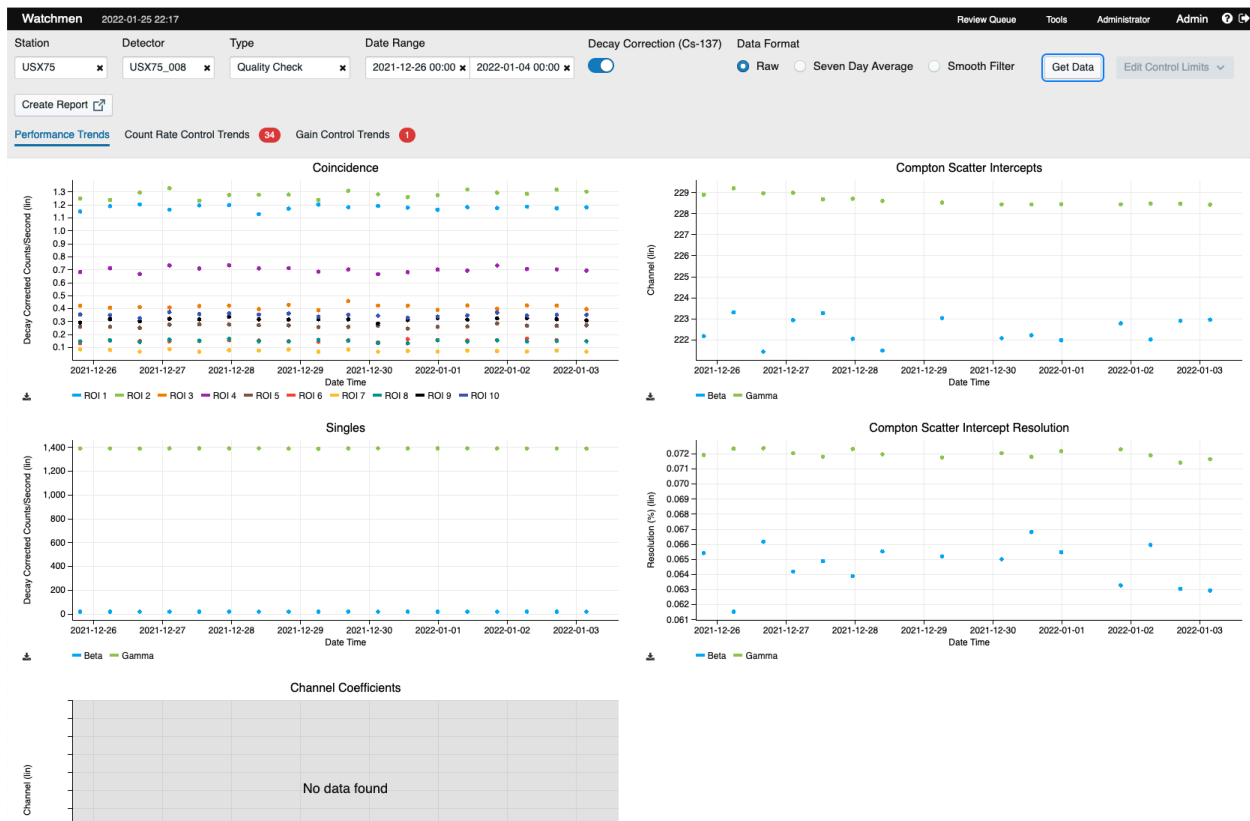 Watchmen 2022-01-25 22:17 Review Queue Tools Administrator Admin
Station Detector Type Date Range Decay Correction (Cs-137) Data Format
USX75 USX75_008 Quality Check 2021-12-26 00:00 2022-01-04 00:00 Raw Seven Day Average Smooth Filter Get Data Edit Control Limits
Create Report
Performance Trends Count Rate Control Trends 34 Gain Control Trends 1
Coincidence
Decay Corrected Counts/Second (lin)
1.3
1.2
1.1
1.0
0.9
0.8
0.7
0.6
0.5
0.4
0.3
0.2
0.1
2021-12-26 2021-12-27 2021-12-28 2021-12-29 2021-12-30 2022-01-01 2022-01-02 2022-01-03
Date Time
ROI 1 ROI 2 ROI 3 ROI 4 ROI 5 ROI 6 ROI 7 ROI 8 ROI 9 ROI 10
Compton Scatter Intercepts
Channel (lin)
229
228
226
225
224
223
222
2021-12-26 2021-12-27 2021-12-28 2021-12-29 2021-12-30 2022-01-01 2022-01-02 2022-01-03
Date Time
Beta Gamma
Singles
Decay Corrected Counts/Second (lin)
1,400
1,200
1,000
800
600
400
200
0
2021-12-26 2021-12-27 2021-12-28 2021-12-29 2021-12-30 2022-01-01 2022-01-02 2022-01-03
Date Time
Beta Gamma
Compton Scatter Intercept Resolution
Resolution (%) (lin)
0.072
0.071
0.070
0.069
0.068
0.067
0.066
0.065
0.064
0.063
0.062
0.061
2021-12-26 2021-12-27 2021-12-28 2021-12-29 2021-12-30 2022-01-01 2022-01-02 2022-01-03
Date Time
Beta Gamma
Channel Coefficients
Channel (lin)
No data found